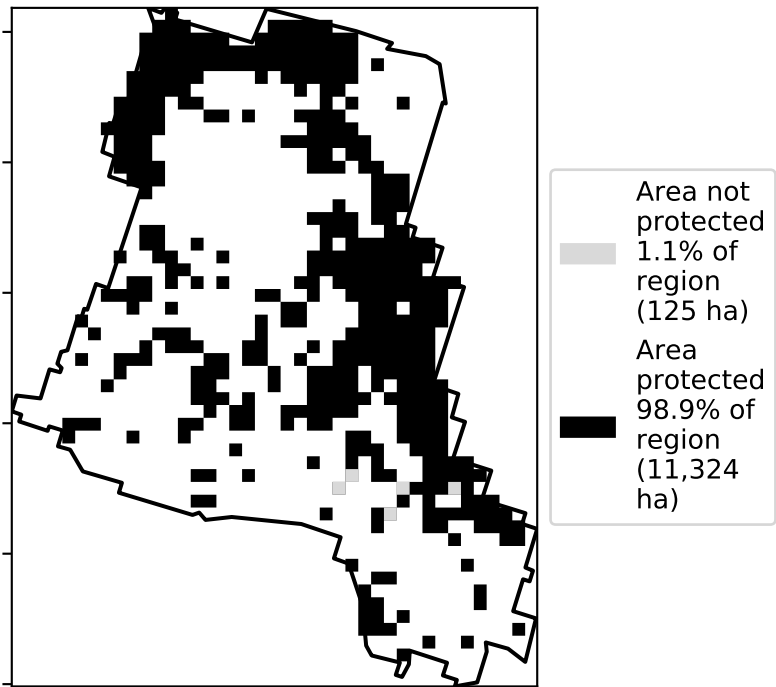 Area not
protected
1.1% of
region
(125 ha)
Area
protected
98.9% of
region
(11,324
ha)